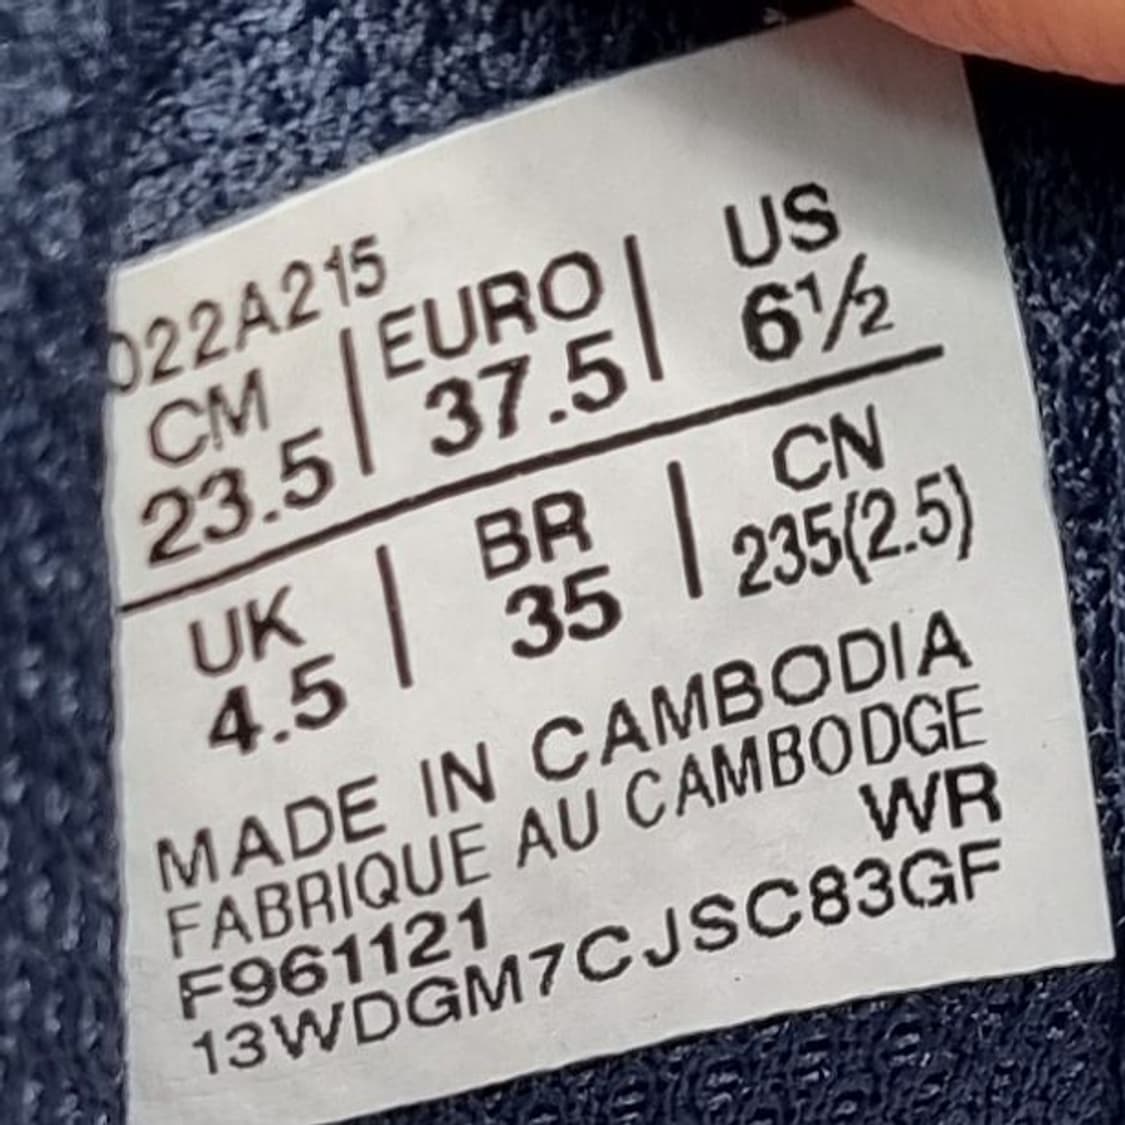 022A215
CM | EURO | US
23.5 | 37.5 | 6½
UK | BR | CN
4.5 | 35 | 235(2.5)
MADE IN CAMBODIA
FABRIQUE AU CAMBODGE
WR
F961121
13WDGM7CJSC83GF